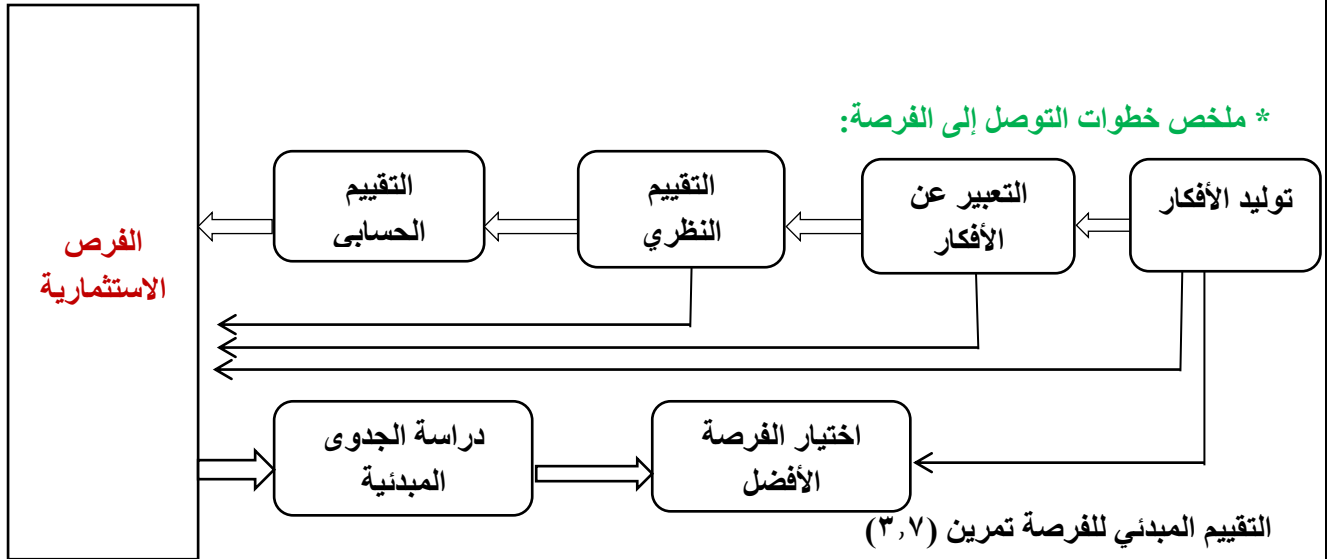 * ملخص خطوات التوصل إلى الفرصة:
توليد الأفكار
التعبير عن
الأفكار
التقييم
النظري
التقييم
الحسابى
الفرص
الاستثمارية
دراسة الجدوى
المبدئية
اختيار الفرصة
الأفضل
التقييم المبدئي للفرصة تمرين (٣,٧)